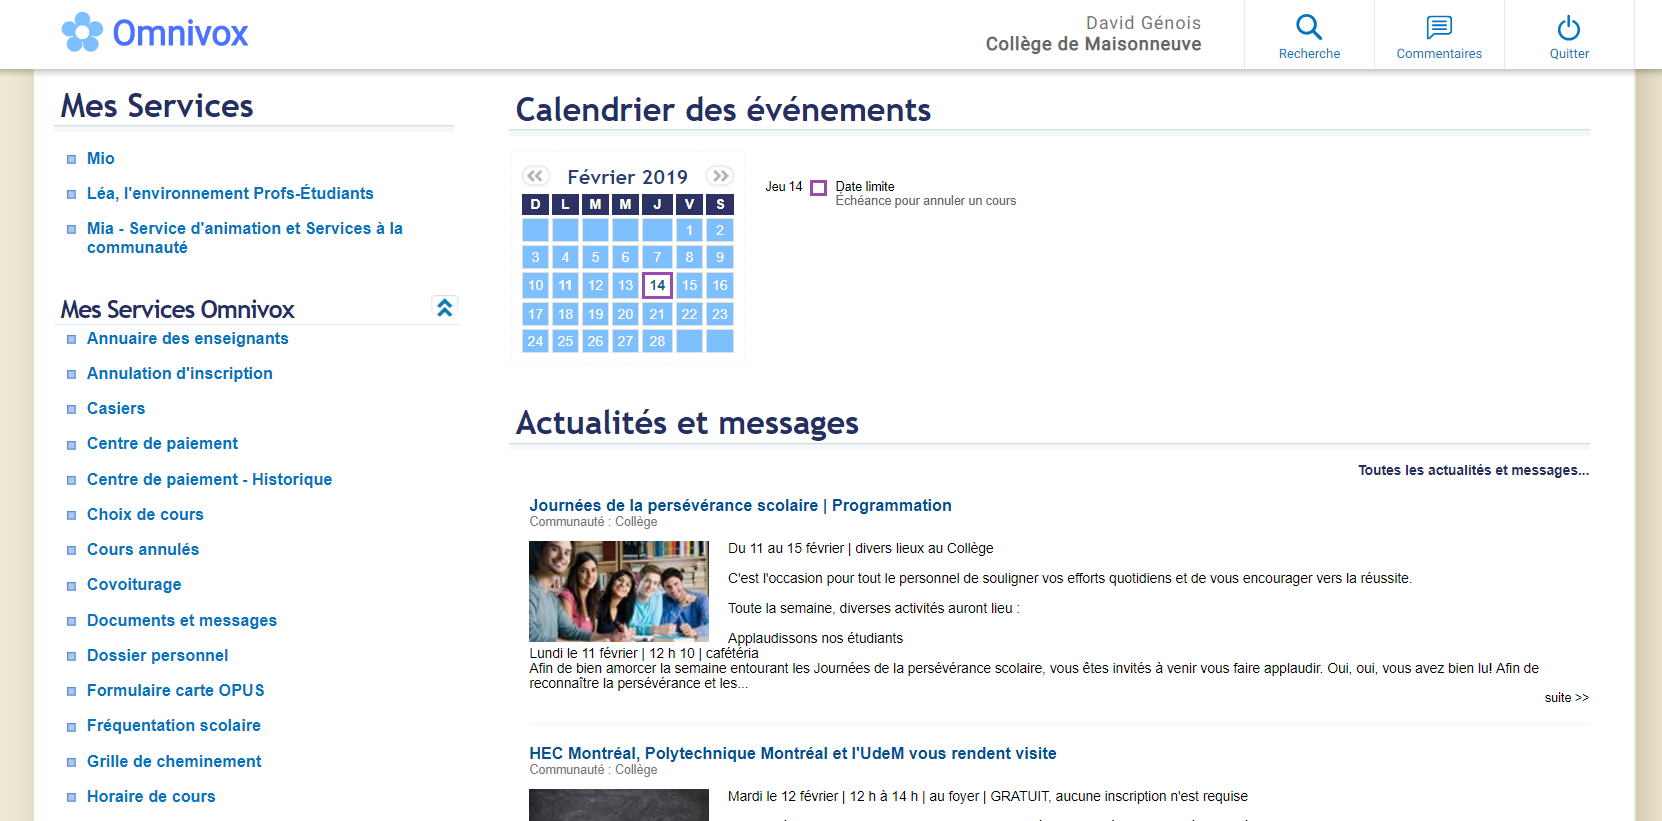 Omnivox
David Génois
Collège de Maisonneuve
Recherche
Commentaires
Quitter
Mes Services
Mio
Léa, l'environnement Profs-Étudiants
Mia - Service d'animation et Services à la
communauté
Mes Services Omnivox
Annuaire des enseignants
Annulation d'inscription
Casiers
Centre de paiement
Centre de paiement - Historique
Choix de cours
Cours annulés
Covoiturage
Documents et messages
Dossier personnel
Formulaire carte OPUS
Fréquentation scolaire
Grille de cheminement
Horaire de cours
Calendrier des événements
Février 2019
D L M M J V S
1 2
3 4 5 6 7 8 9
10 11 12 13 14 15 16
17 18 19 20 21 22 23
24 25 26 27 28
Jeu 14 Date limite
Échéance pour annuler un cours
Actualités et messages
Toutes les actualités et messages...
Journées de la persévérance scolaire | Programmation
Communauté : Collège
Du 11 au 15 février | divers lieux au Collège
C'est l'occasion pour tout le personnel de souligner vos efforts quotidiens et de vous encourager vers la réussite.
Toute la semaine, diverses activités auront lieu :
Applaudissons nos étudiants
Lundi le 11 février | 12 h 10 | cafétéria
Afin de bien amorcer la semaine entourant les Journées de la persévérance scolaire, vous êtes invités à venir vous faire applaudir. Oui, oui, vous avez bien lu! Afin de
reconnaître la persévérance et les...
suite >>
HEC Montréal, Polytechnique Montréal et l'UdeM vous rendent visite
Communauté : Collège
Mardi le 12 février | 12 h à 14 h | au foyer | GRATUIT, aucune inscription n'est requise